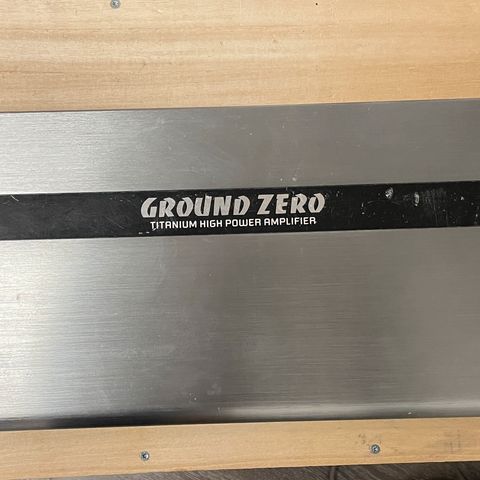 GROUND ZERO
TITANIUM HIGH POWER AMPLIFIER